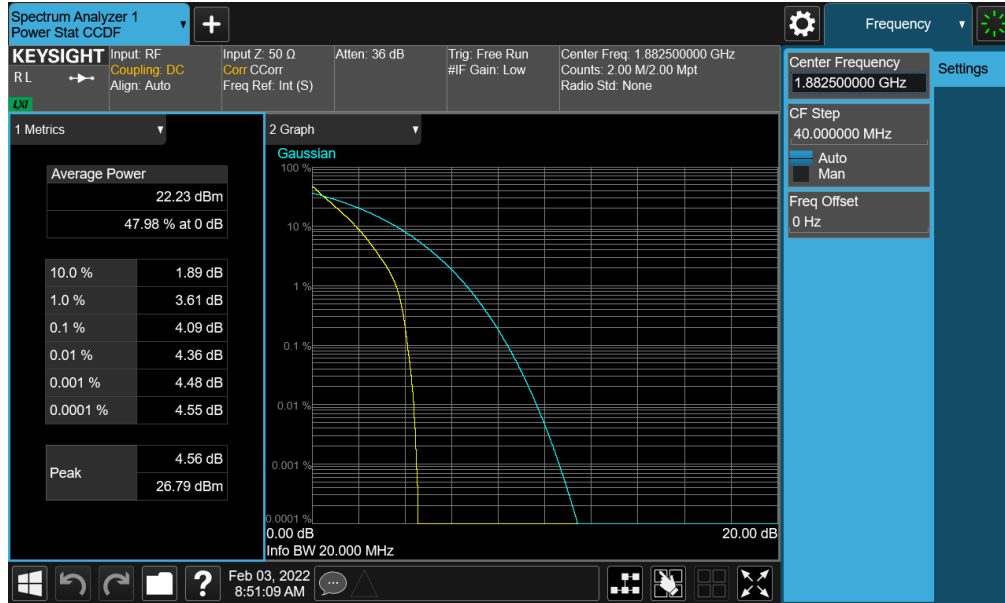 Spectrum Analyzer 1
Power Stat CCDF
Frequency
KEYSIGHT
R L
LXI
Input: RF
Coupling: DC
Align: Auto
Input Z: 50 Ω
Corr CCorr
Freq Ref: Int (S)
Atten: 36 dB
Trig: Free Run
#IF Gain: Low
Center Freq: 1.882500000 GHz
Counts: 2.00 M/2.00 Mpt
Radio Std: None
Center Frequency
1.882500000 GHz
Settings
CF Step
40.000000 MHz
Auto
Man
Freq Offset
0 Hz
1 Metrics
Average Power
22.23 dBm
47.98 % at 0 dB
10.0 % 1.89 dB
1.0 % 3.61 dB
0.1 % 4.09 dB
0.01 % 4.36 dB
0.001 % 4.48 dB
0.0001 % 4.55 dB
Peak
4.56 dB
26.79 dBm
2 Graph
Gaussian
100 %
10 %
1 %
0.1 %
0.01 %
0.001 %
0.0001 %
0.00 dB 20.00 dB
Info BW 20.000 MHz
?
Feb 03, 2022
8:51:09 AM